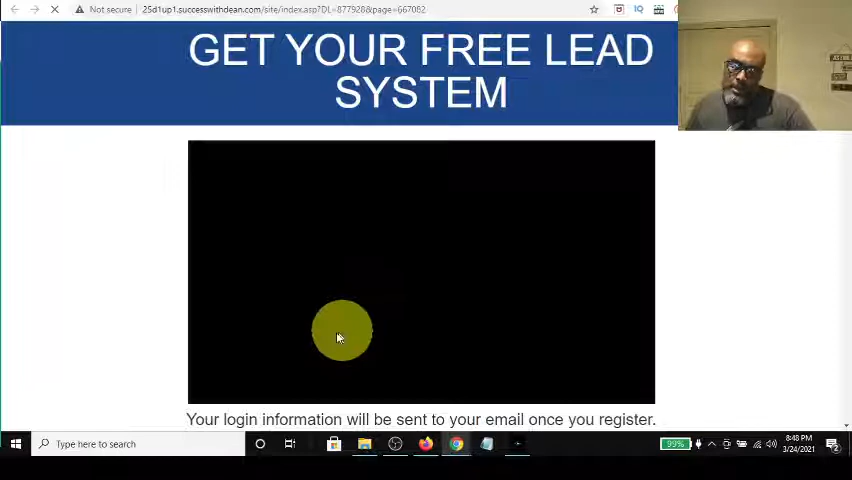 Not secure
25d1up1.successwithdean.com/site/index.asp?DL=877928&page=667082
GET YOUR FREE LEAD
SYSTEM
Your login information will be sent to your email once you register.
Type here to search
99%
8:48 PM
3/24/2021